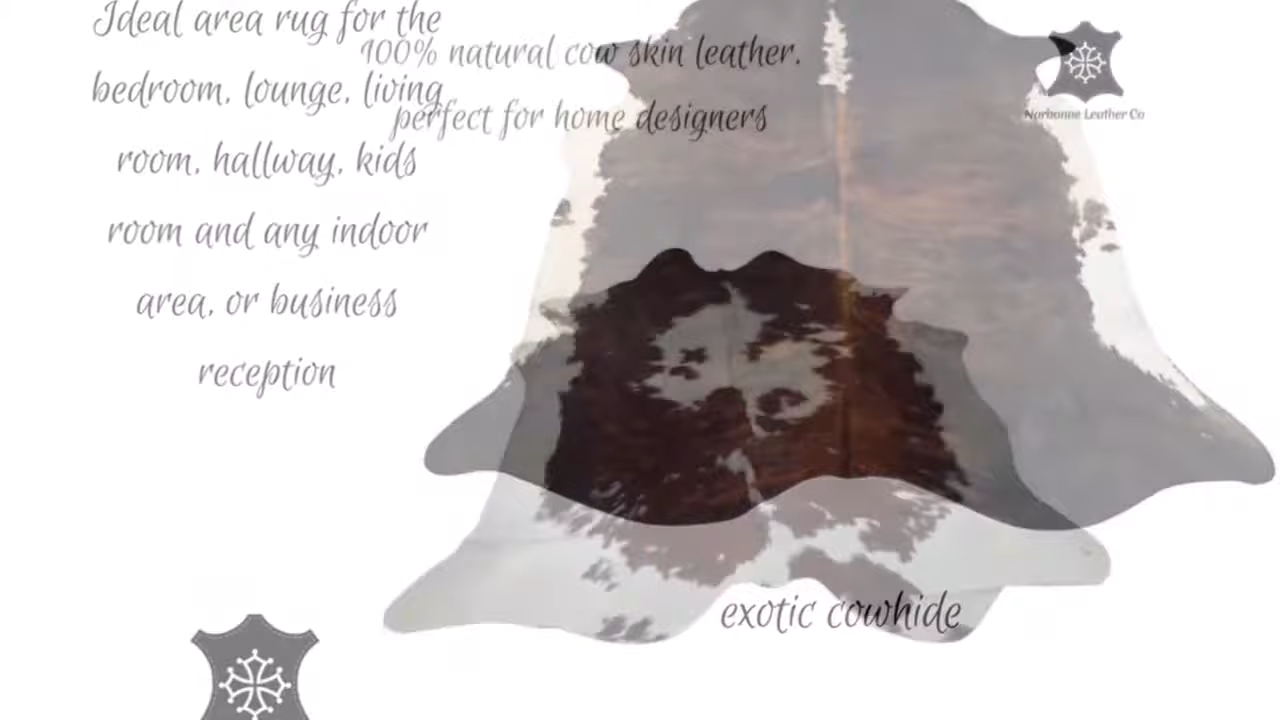 Ideal area rug for the
bedroom, lounge, living
room, hallway, kids
room and any indoor
area, or business
reception
100% natural cow skin leather.
perfect for home designers
Narbonne Leather Co
exotic cowhide